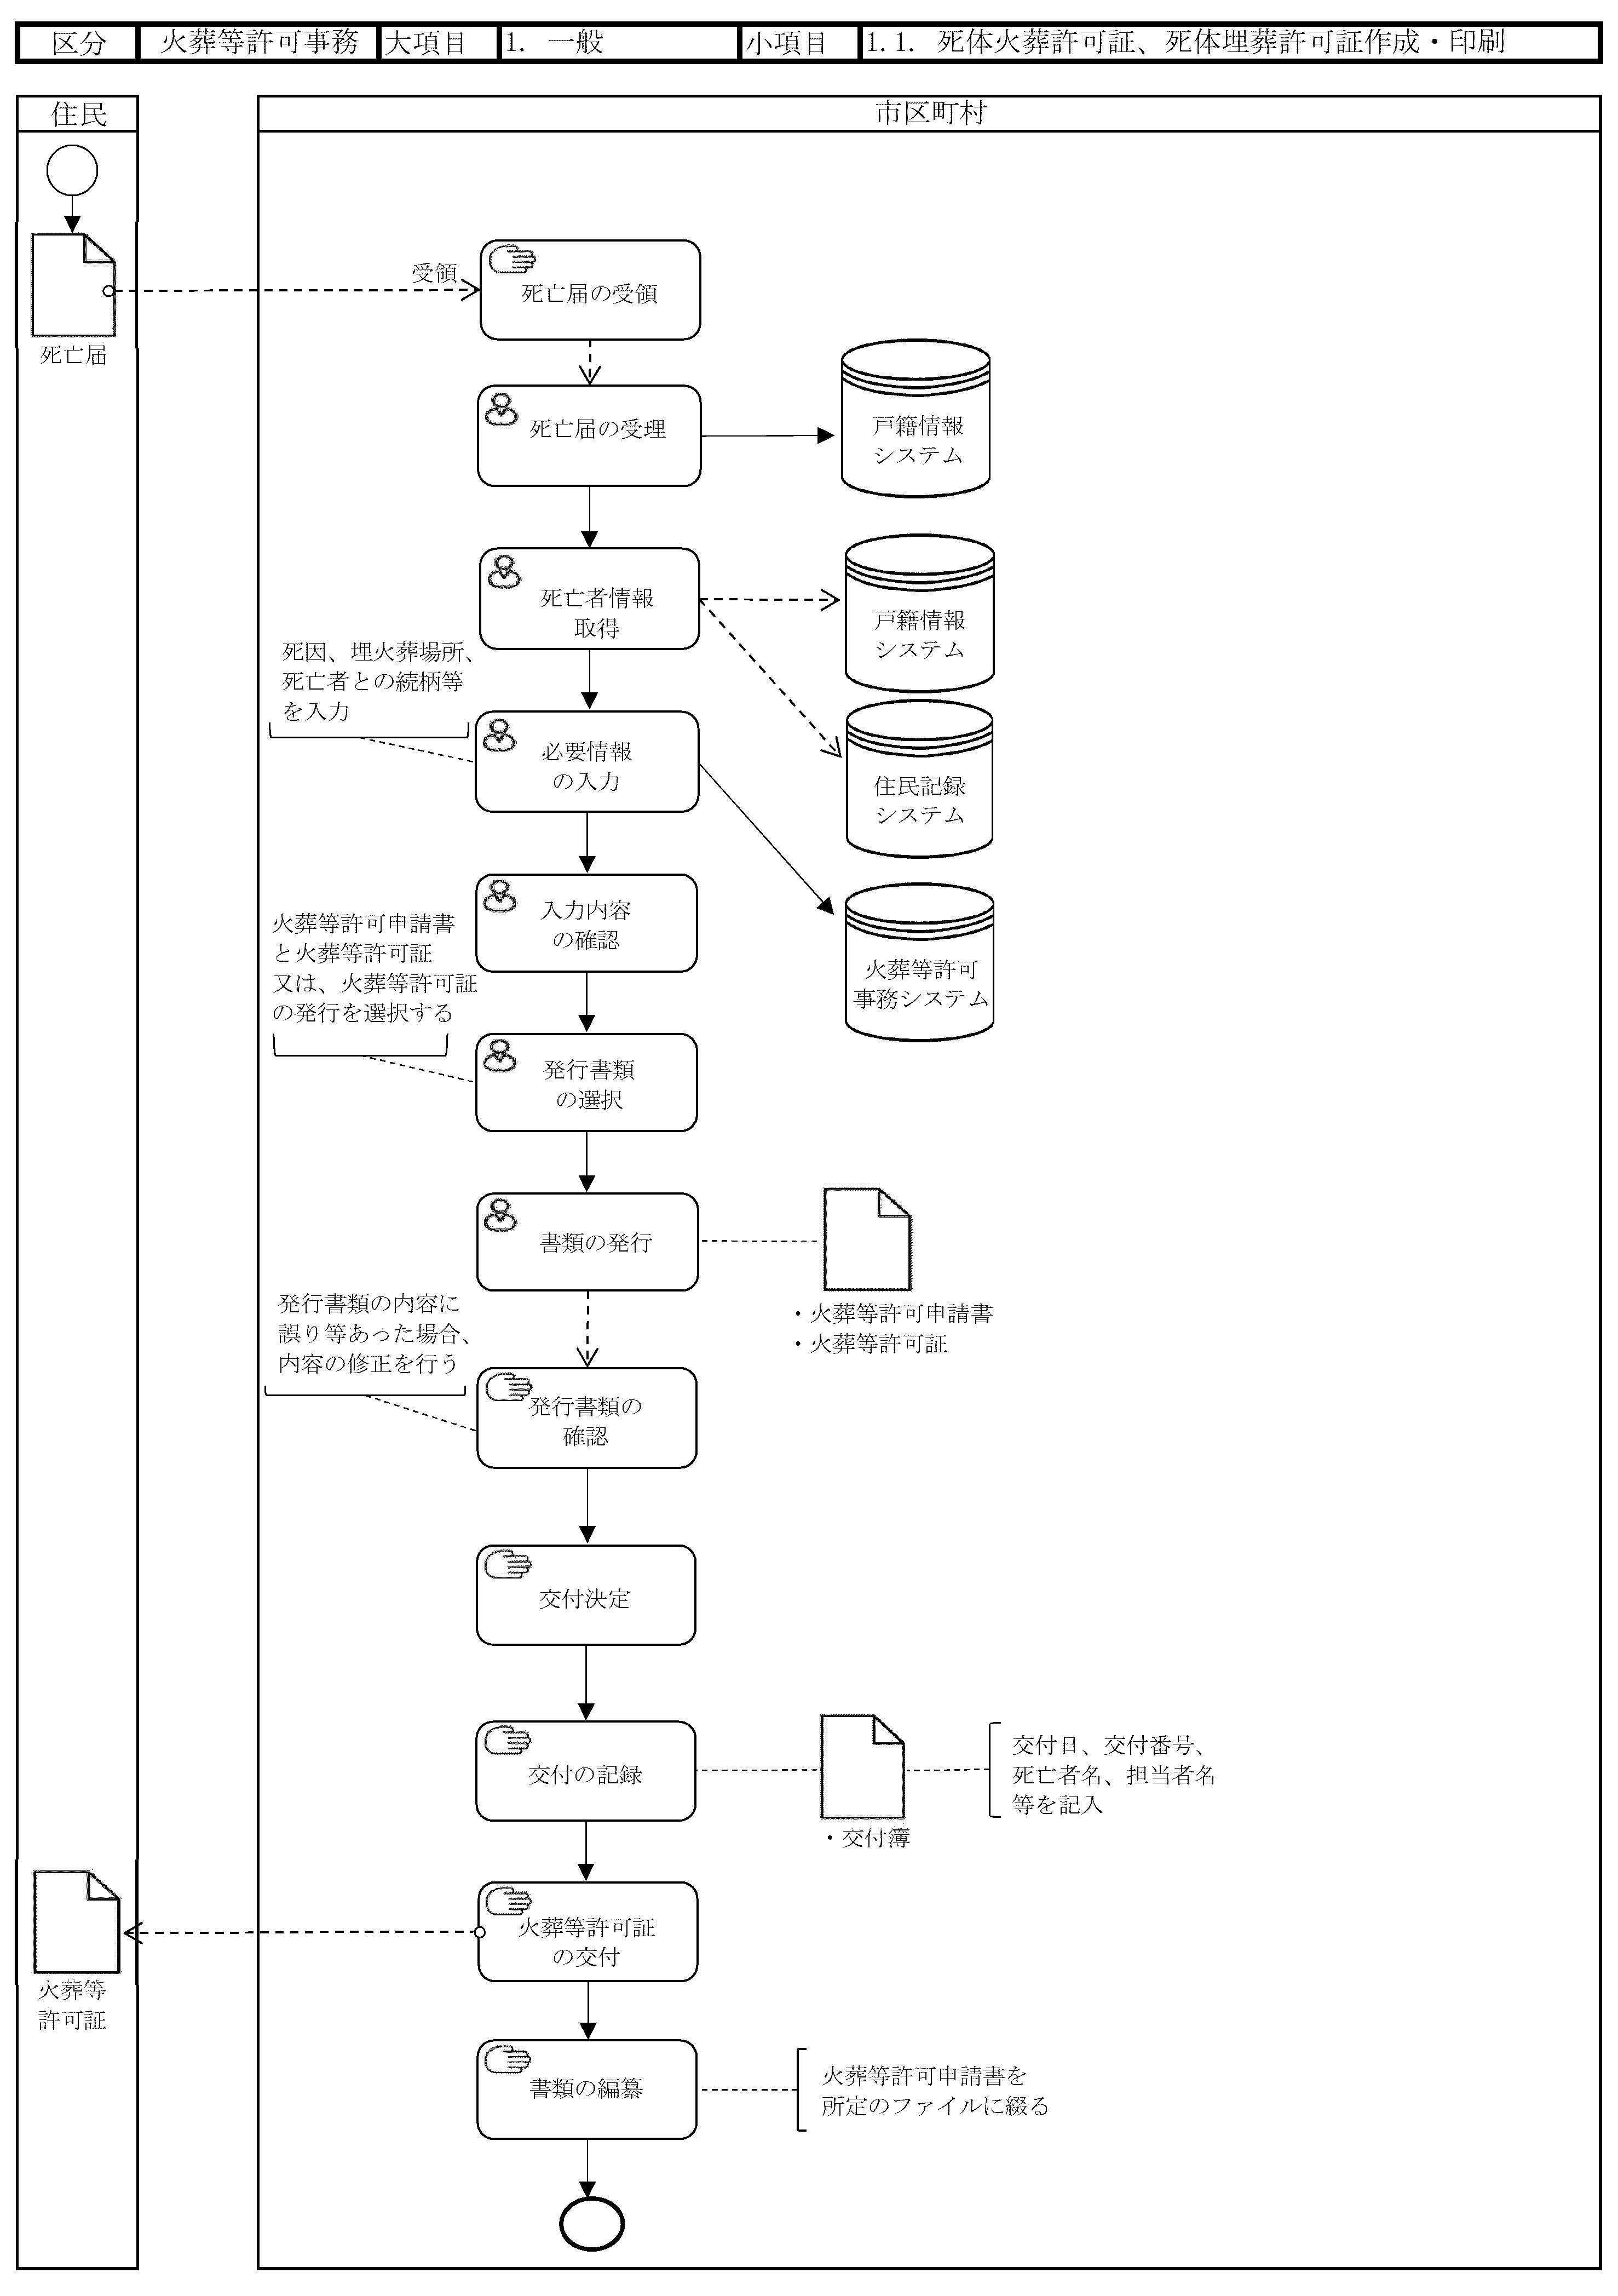 区分 火葬等許可事務 大項目 1. 一般 小項目 1.1. 死体火葬許可証、死体埋葬許可証作成・印刷
住民
市区町村
受領
死亡届の受領
死亡届
死亡届の受理
戸籍情報
システム
死亡者情報
取得
戸籍情報
システム
死因、埋火葬場所、
死亡者との続柄等
を入力
必要情報
の入力
住民記録
システム
入力内容
の確認
火葬等許可
事務システム
火葬等許可申請書
と火葬等許可証
又は、火葬等許可証
の発行を選択する
発行書類
の選択
書類の発行
・火葬等許可申請書
・火葬等許可証
発行書類の内容に
誤り等あった場合、
内容の修正を行う
発行書類の
確認
交付決定
交付の記録
・交付簿
交付日、交付番号、
死亡者名、担当者名
等を記入
火葬等許可証
の交付
火葬等
許可証
書類の編纂
火葬等許可申請書を
所定のファイルに綴る